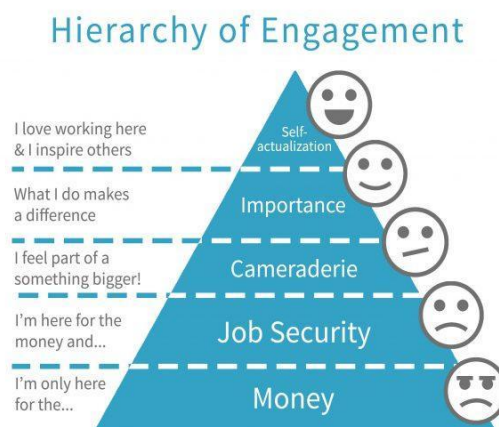 Hierarchy of Engagement
I love working here
& I inspire others
Self-
actualization
What I do makes
a difference
Importance
I feel part of a
something bigger!
Cameraderie
I'm here for the
money and...
Job Security
I'm only here
for the...
Money